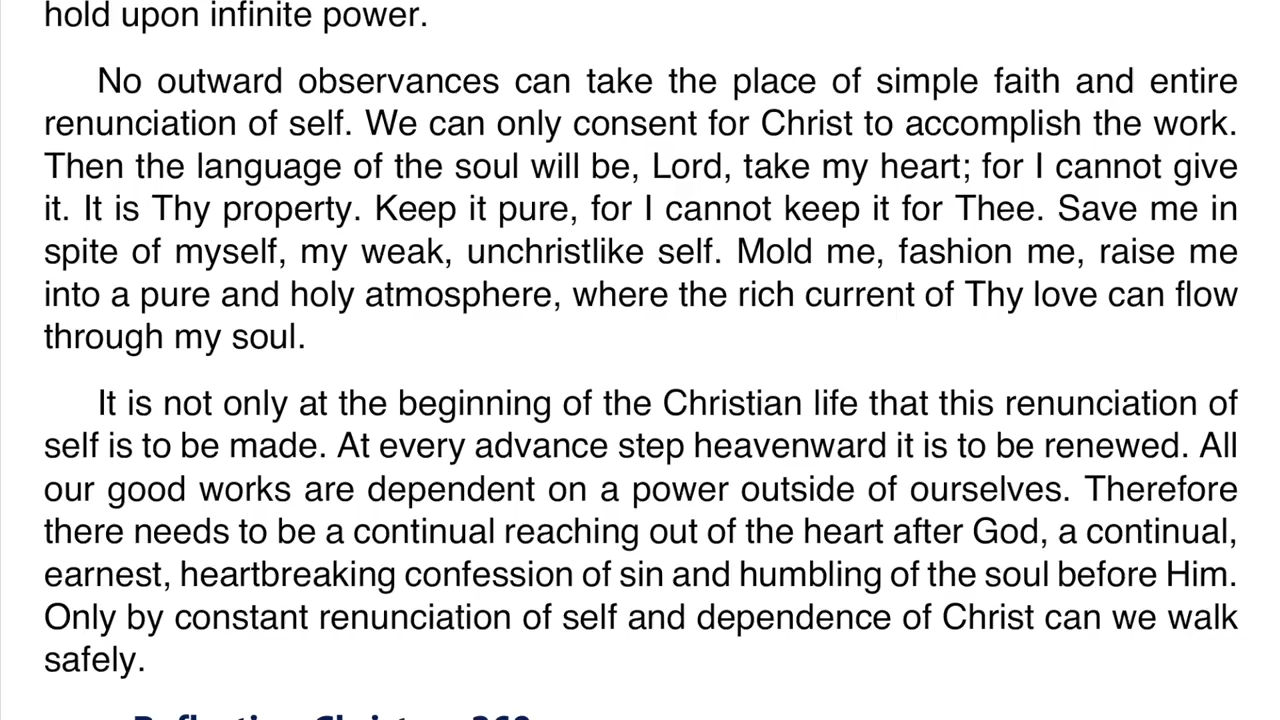 hold upon infinite power.
No outward observances can take the place of simple faith and entire
renunciation of self. We can only consent for Christ to accomplish the work.
Then the language of the soul will be, Lord, take my heart; for I cannot give
it. It is Thy property. Keep it pure, for I cannot keep it for Thee. Save me in
spite of myself, my weak, unchristlike self. Mold me, fashion me, raise me
into a pure and holy atmosphere, where the rich current of Thy love can flow
through my soul.
It is not only at the beginning of the Christian life that this renunciation of
self is to be made. At every advance step heavenward it is to be renewed. All
our good works are dependent on a power outside of ourselves. Therefore
there needs to be a continual reaching out of the heart after God, a continual,
earnest, heartbreaking confession of sin and humbling of the soul before Him.
Only by constant renunciation of self and dependence of Christ can we walk
safely.